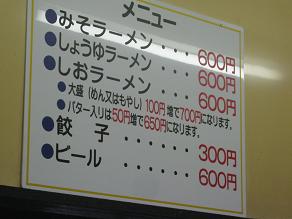 メニュー
●みそラーメン・・・600円
●しょうゆラーメン・・・600円
●しおラーメン・・・・600円
●大盛(めん又はもやし)100円増で700円になります。
●バター入りは50円増で650円になります。
●餃子・・・・・・300円
●ビール・・・・・・600円